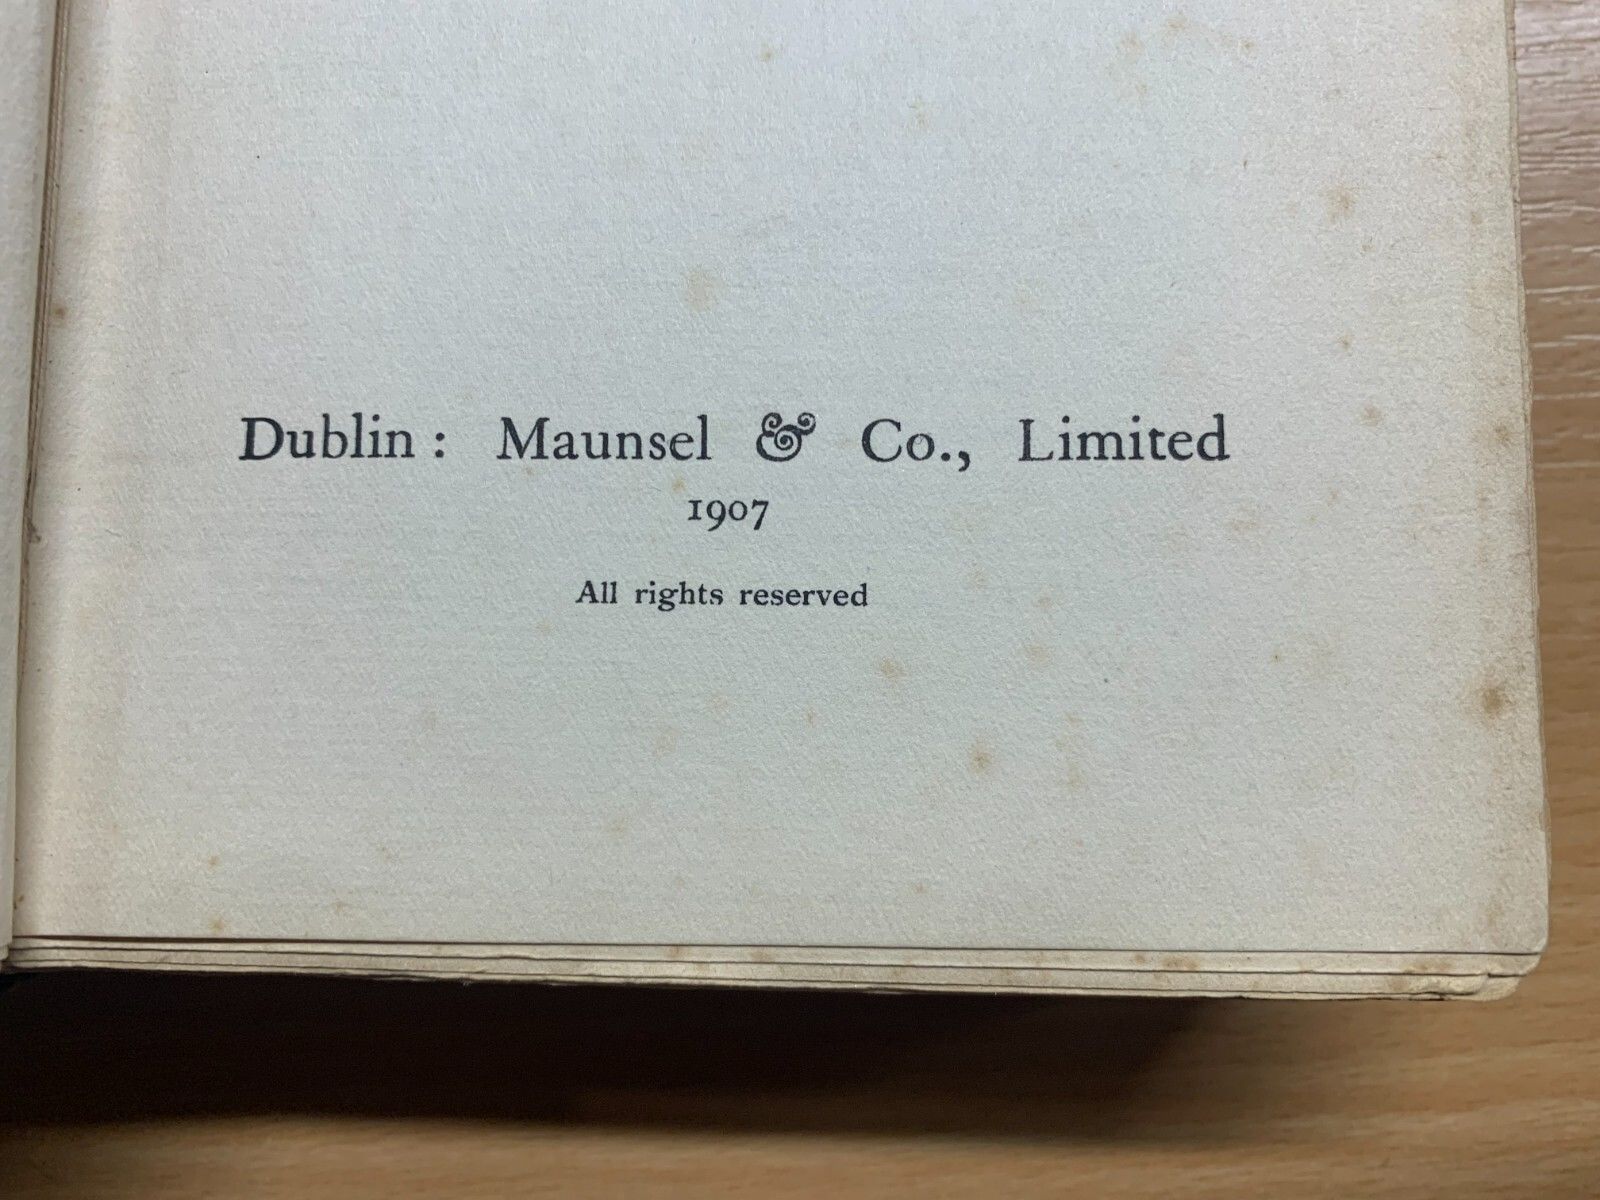 Dublin : Maunsel & Co., Limited
1907
All rights reserved